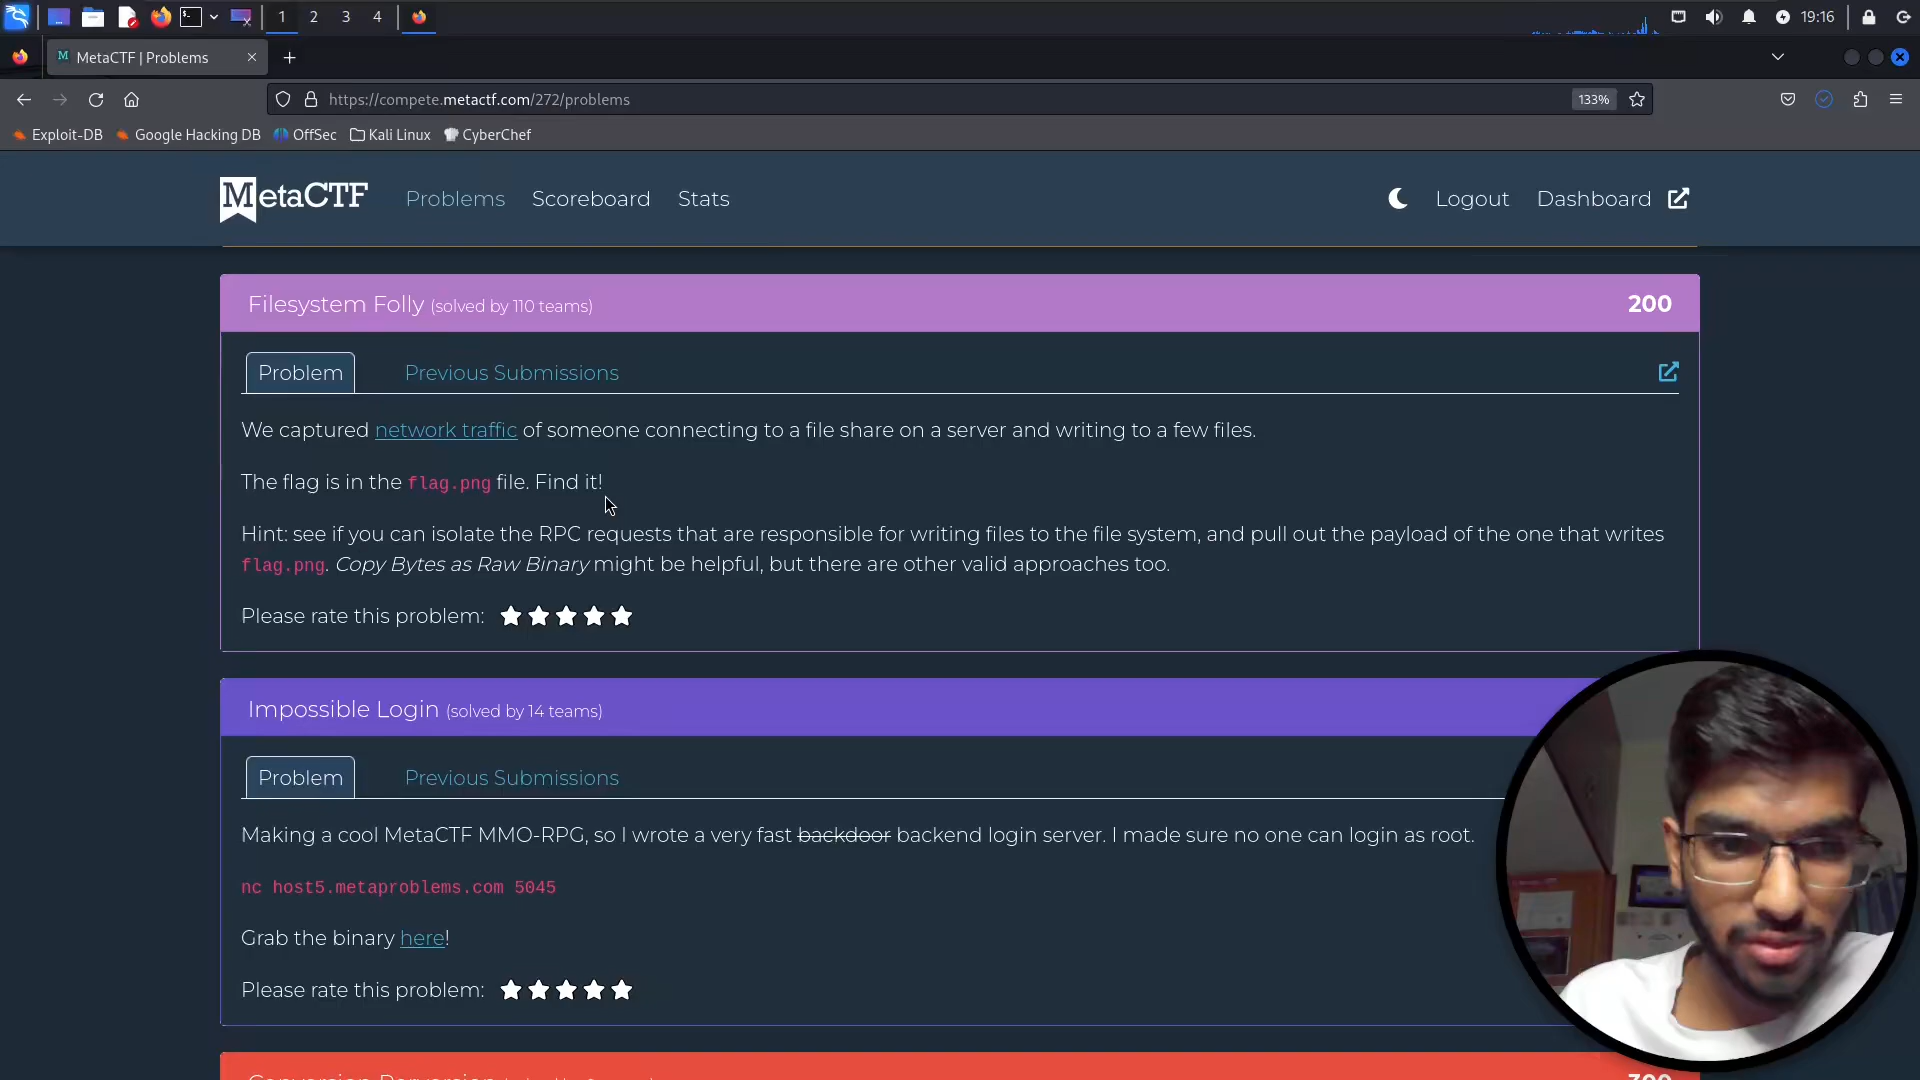 1 2 3 4 19:16
M MetaCTF | Problems
https://compete.metactf.com/272/problems 133%
Exploit-DB Google Hacking DB OffSec Kali Linux CyberChef
MetaCTF Problems Scoreboard Stats Logout Dashboard
Filesystem Folly (solved by 110 teams) 200
Problem Previous Submissions
We captured network traffic of someone connecting to a file share on a server and writing to a few files.
The flag is in the flag.png file. Find it!
Hint: see if you can isolate the RPC requests that are responsible for writing files to the file system, and pull out the payload of the one that writes
flag.png. Copy Bytes as Raw Binary might be helpful, but there are other valid approaches too.
Please rate this problem:
Impossible Login (solved by 14 teams)
Problem Previous Submissions
Making a cool MetaCTF MMO-RPG, so I wrote a very fast backdoor backend login server. I made sure no one can login as root.
nc host5.metaproblems.com 5045
Grab the binary here!
Please rate this problem: